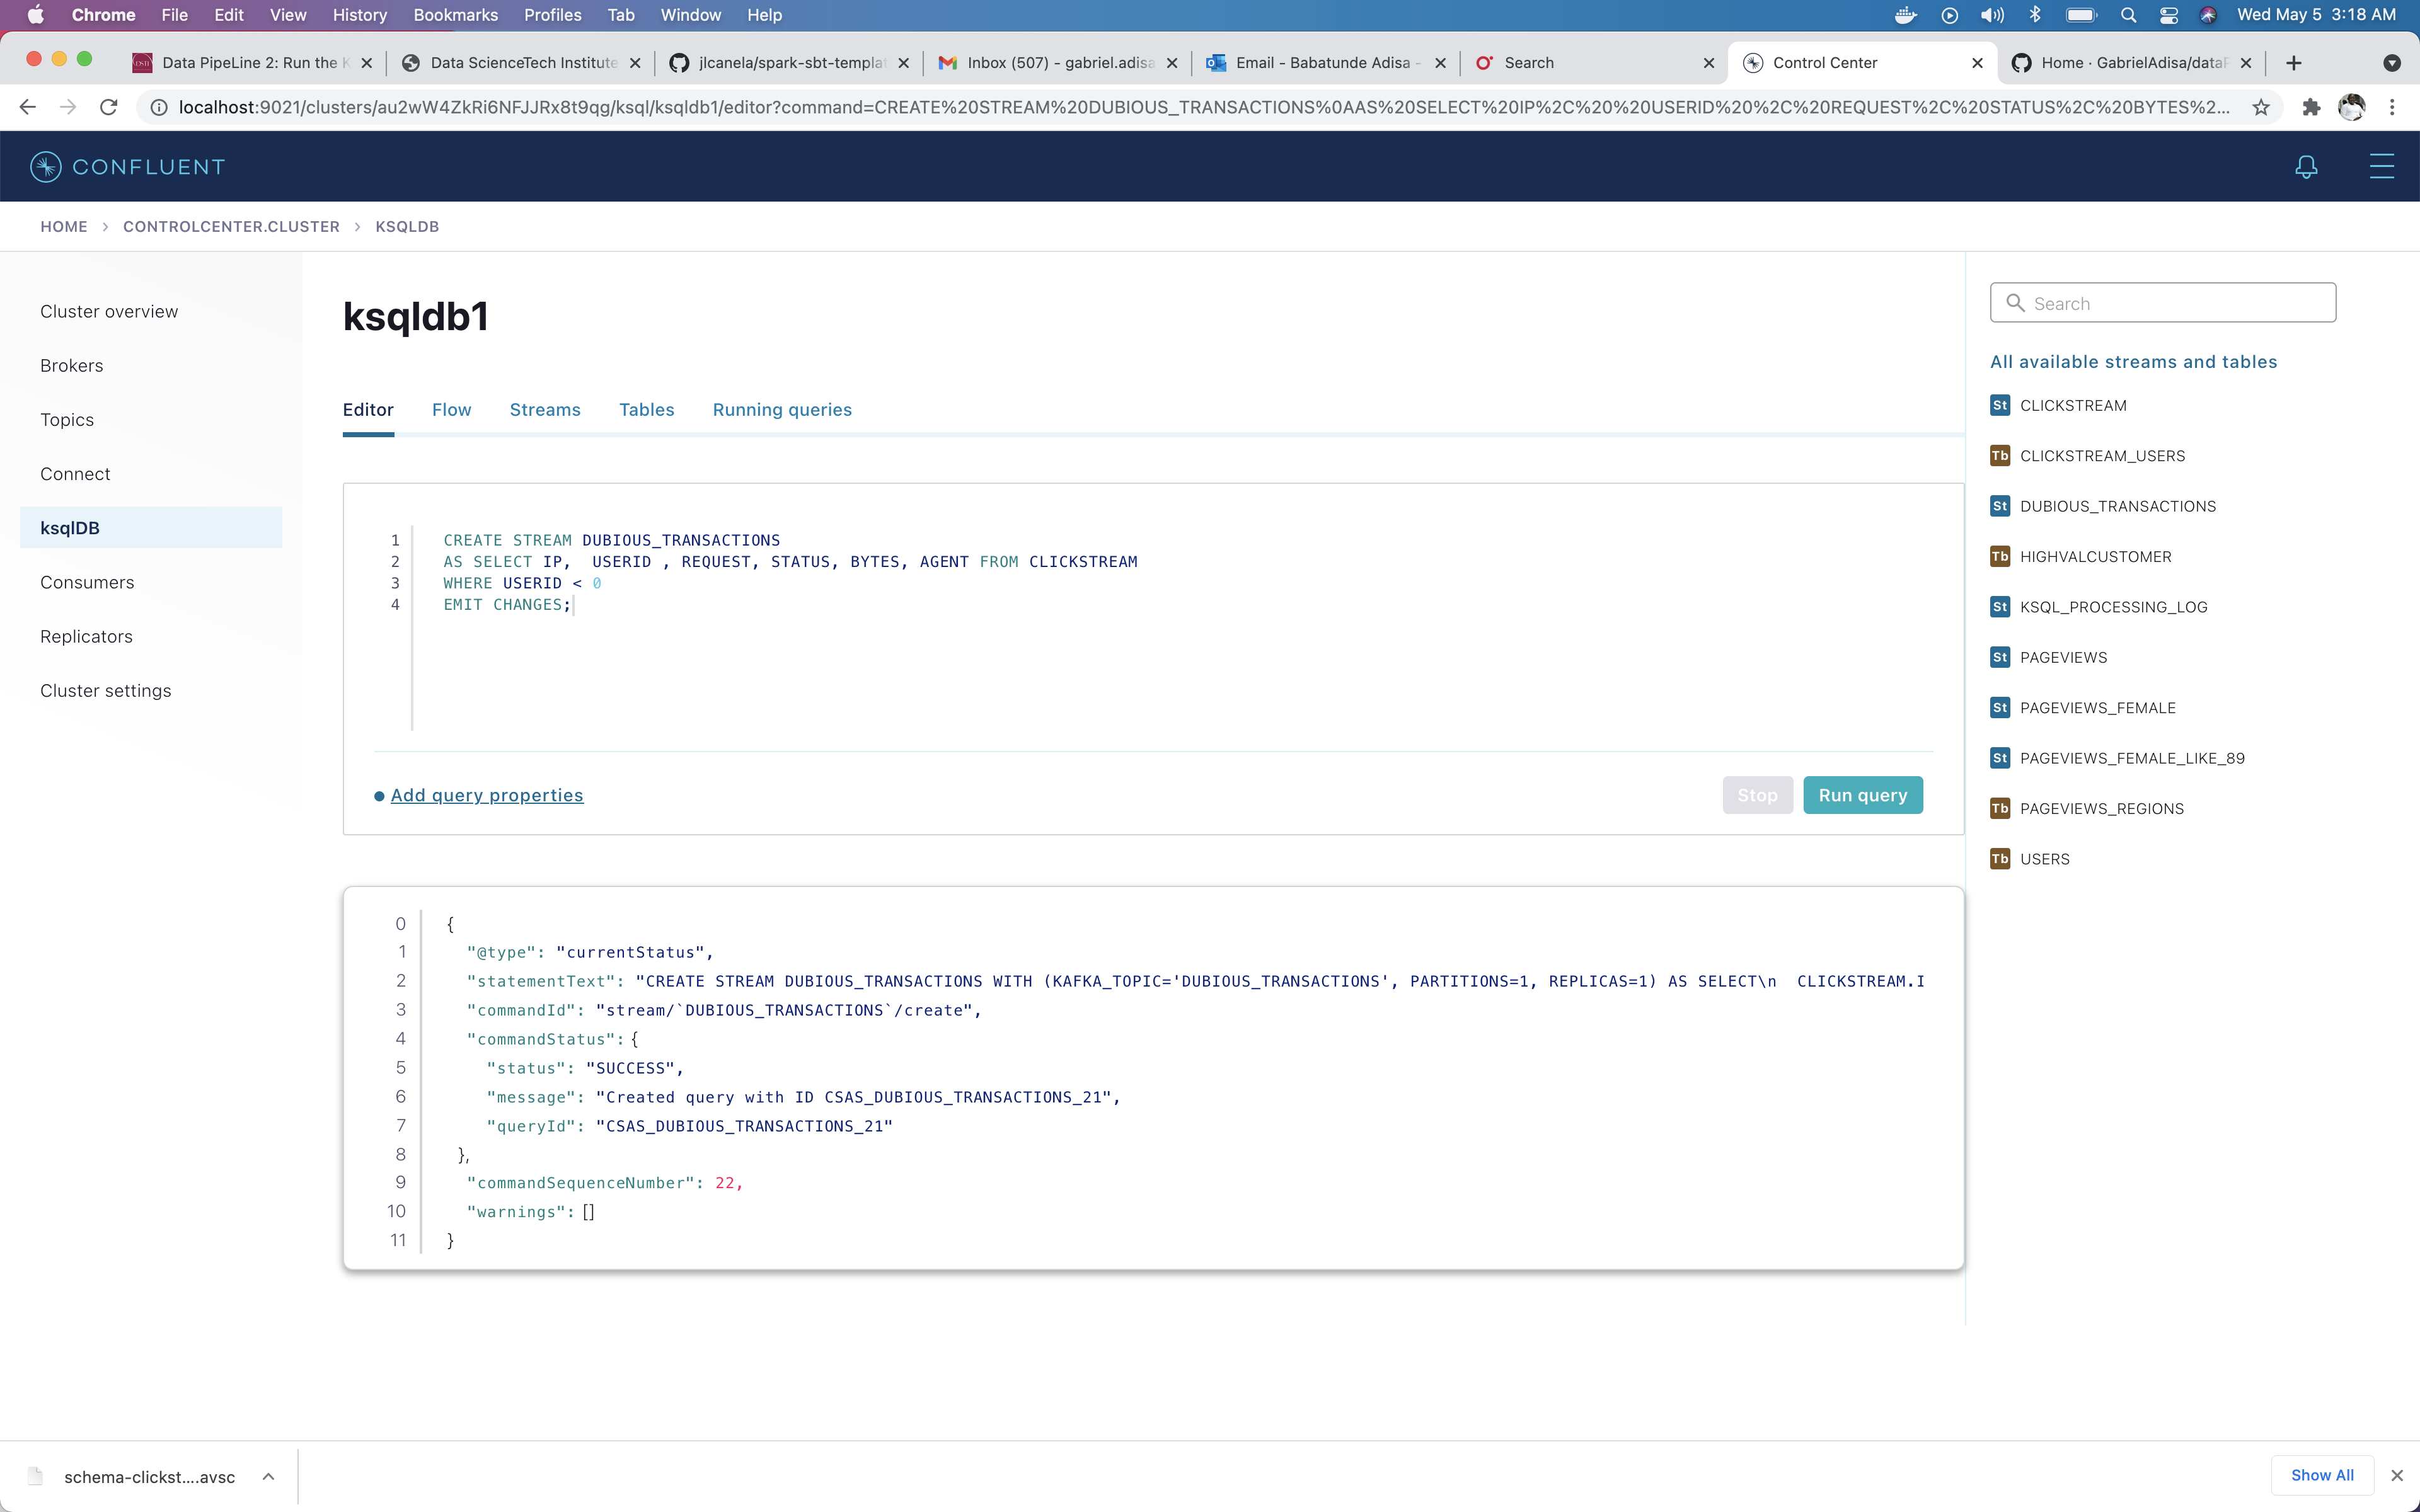 Chrome File Edit View History Bookmarks Profiles Tab Window Help Wed May 5 3:18 AM
Data PipeLine 2: Run the K
Data ScienceTech Institute
jlcanela/spark-sbt-templat
Inbox (507) - gabriel.adisa
Email - Babatunde Adisa -
Search
Control Center
Home · GabrielAdisa/dataP
localhost:9021/clusters/au2wW4ZkRi6NFJJRx8t9qg/ksql/ksqldb1/editor?command=CREATE%20STREAM%20DUBIOUS_TRANSACTIONS%0AAS%20SELECT%20IP%2C%20%20USERID%20%2C%20REQUEST%2C%20STATUS%2C%20BYTES%2...
CONFLUENT
HOME > CONTROLCENTER.CLUSTER > KSQLDB
Cluster overview
Brokers
Topics
Connect
ksqlDB
Consumers
Replicators
Cluster settings
ksqldb1
Editor Flow Streams Tables Running queries
1 CREATE STREAM DUBIOUS_TRANSACTIONS
2 AS SELECT IP,  USERID , REQUEST, STATUS, BYTES, AGENT FROM CLICKSTREAM
3 WHERE USERID < 0
4 EMIT CHANGES;
Add query properties
Stop Run query
0 {
1 "@type": "currentStatus",
2 "statementText": "CREATE STREAM DUBIOUS_TRANSACTIONS WITH (KAFKA_TOPIC='DUBIOUS_TRANSACTIONS', PARTITIONS=1, REPLICAS=1) AS SELECT\n  CLICKSTREAM.I
3 "commandId": "stream/`DUBIOUS_TRANSACTIONS`/create",
4 "commandStatus": {
5 "status": "SUCCESS",
6 "message": "Created query with ID CSAS_DUBIOUS_TRANSACTIONS_21",
7 "queryId": "CSAS_DUBIOUS_TRANSACTIONS_21"
8 },
9 "commandSequenceNumber": 22,
10 "warnings": []
11 }
Search
All available streams and tables
St CLICKSTREAM
Tb CLICKSTREAM_USERS
St DUBIOUS_TRANSACTIONS
Tb HIGHVALCUSTOMER
St KSQL_PROCESSING_LOG
St PAGEVIEWS
St PAGEVIEWS_FEMALE
St PAGEVIEWS_FEMALE_LIKE_89
Tb PAGEVIEWS_REGIONS
Tb USERS
schema-clickst....avsc
Show All